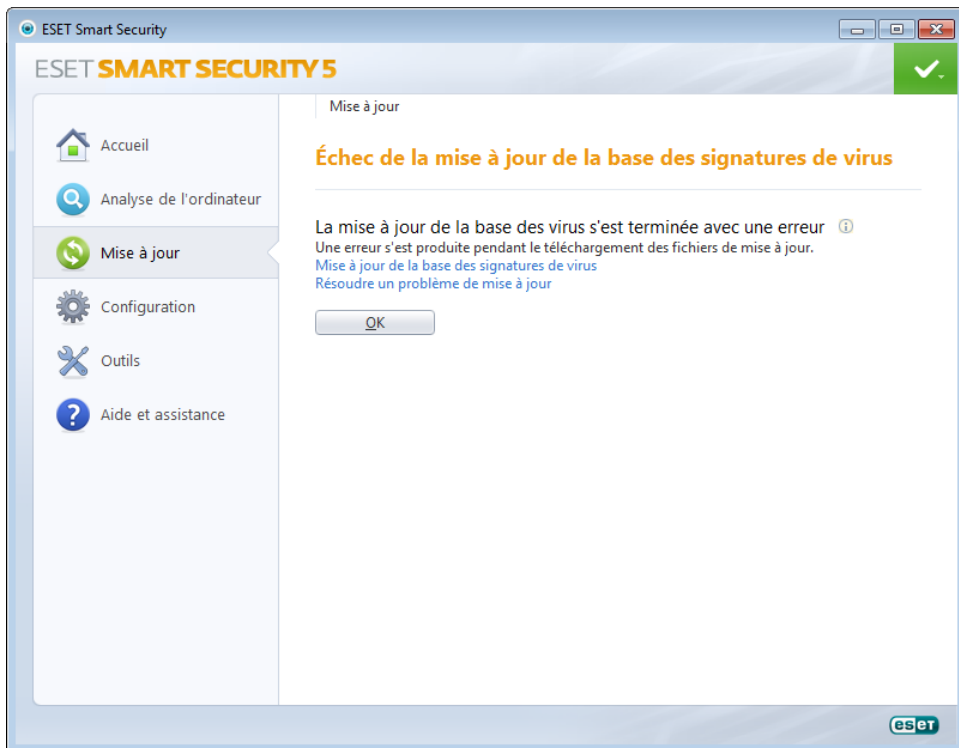 ESET Smart Security
ESET SMART SECURITY 5
Accueil
Analyse de l'ordinateur
Mise à jour
Configuration
Outils
Aide et assistance
Mise à jour
Échec de la mise à jour de la base des signatures de virus
La mise à jour de la base des virus s'est terminée avec une erreur
Une erreur s'est produite pendant le téléchargement des fichiers de mise à jour.
Mise à jour de la base des signatures de virus
Résoudre un problème de mise à jour
OK
eset